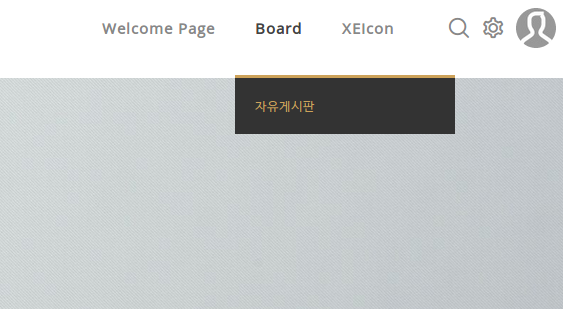 Welcome Page Board XEIcon
자유게시판